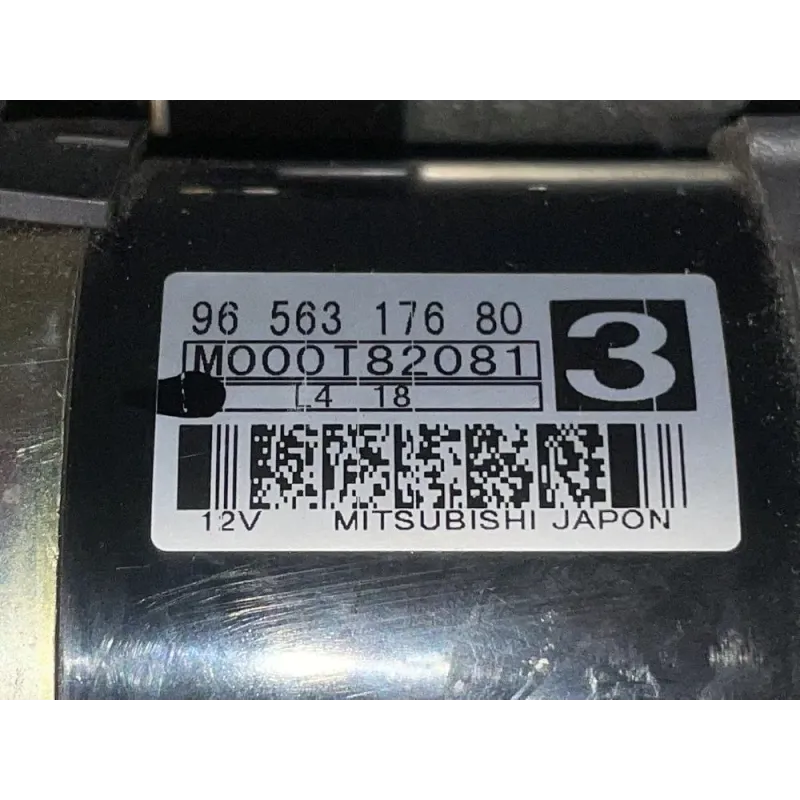 96 563 176 80
3
M000T82081
L4 18
12V MITSUBISHI JAPON